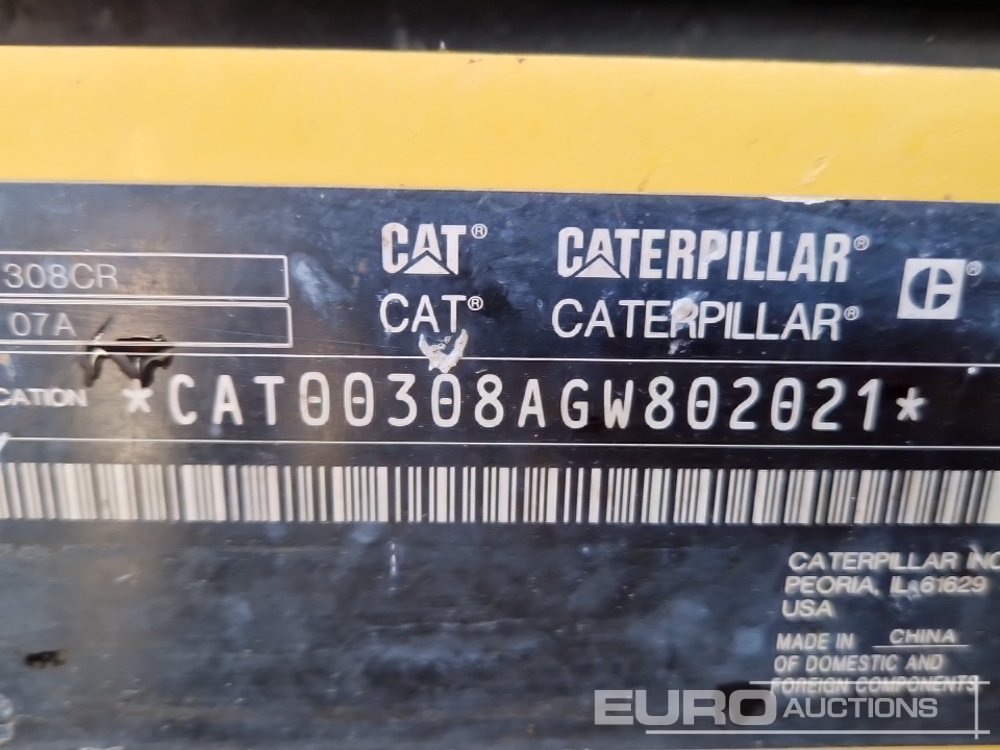 CAT® CATERPILLAR®
308CR
07A CAT® CATERPILLAR®
CATION *CAT00308AGW802021*
CATERPILLAR INC
PEORIA, IL 61629
USA
MADE IN CHINA
OF DOMESTIC AND
FOREIGN COMPONENTS
EURO AUCTIONS